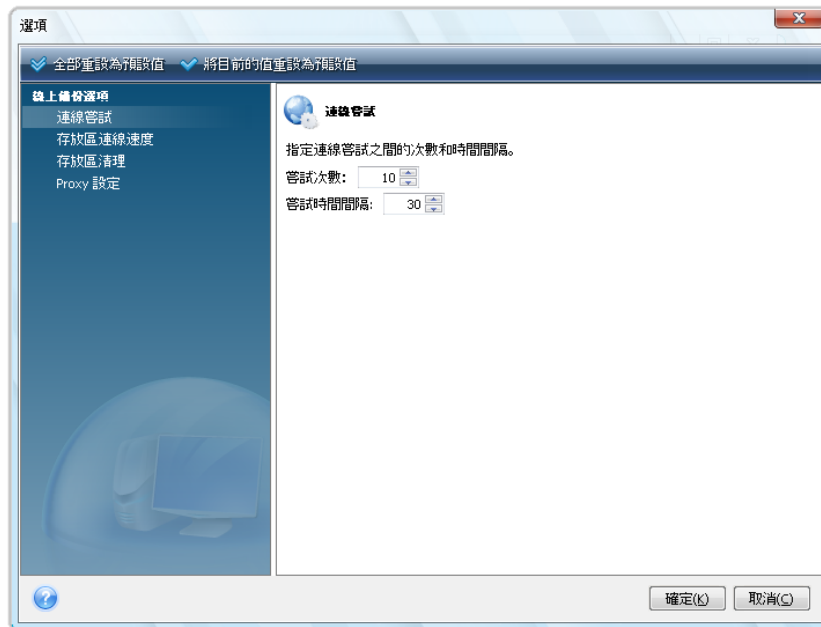 選項
全部重設為預設值 將目前的值重設為預設值
線上備份選項
連線嘗試
存放區連線速度
存放區清理
Proxy 設定
連線嘗試
指定連線嘗試之間的次數和時間間隔。
嘗試次數: 10
嘗試時間間隔: 30
確定(K) 取消(C)